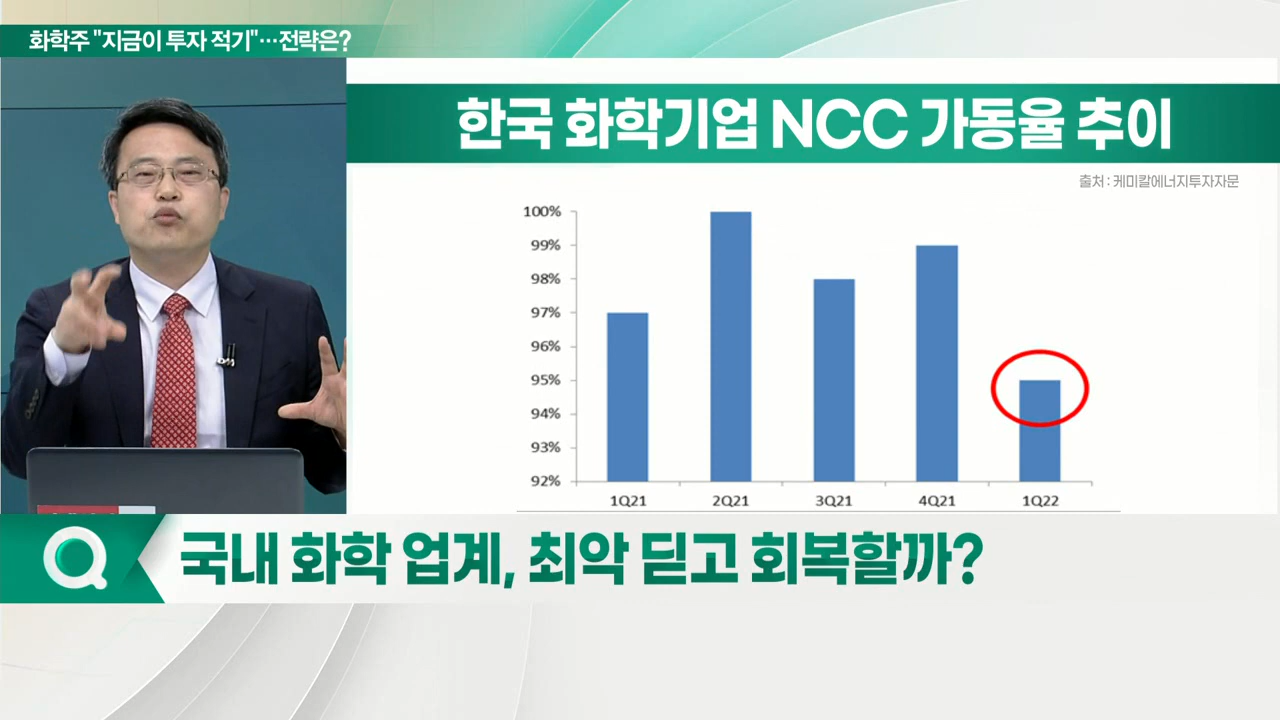 화학주 "지금이 투자 적기"…전략은?
한국 화학기업 NCC 가동율 추이
출처 : 케미칼에너지투자자문
100%
99%
98%
97%
96%
95%
94%
93%
92%
1Q21 2Q21 3Q21 4Q21 1Q22
Q 국내 화학 업계, 최악 딛고 회복할까?